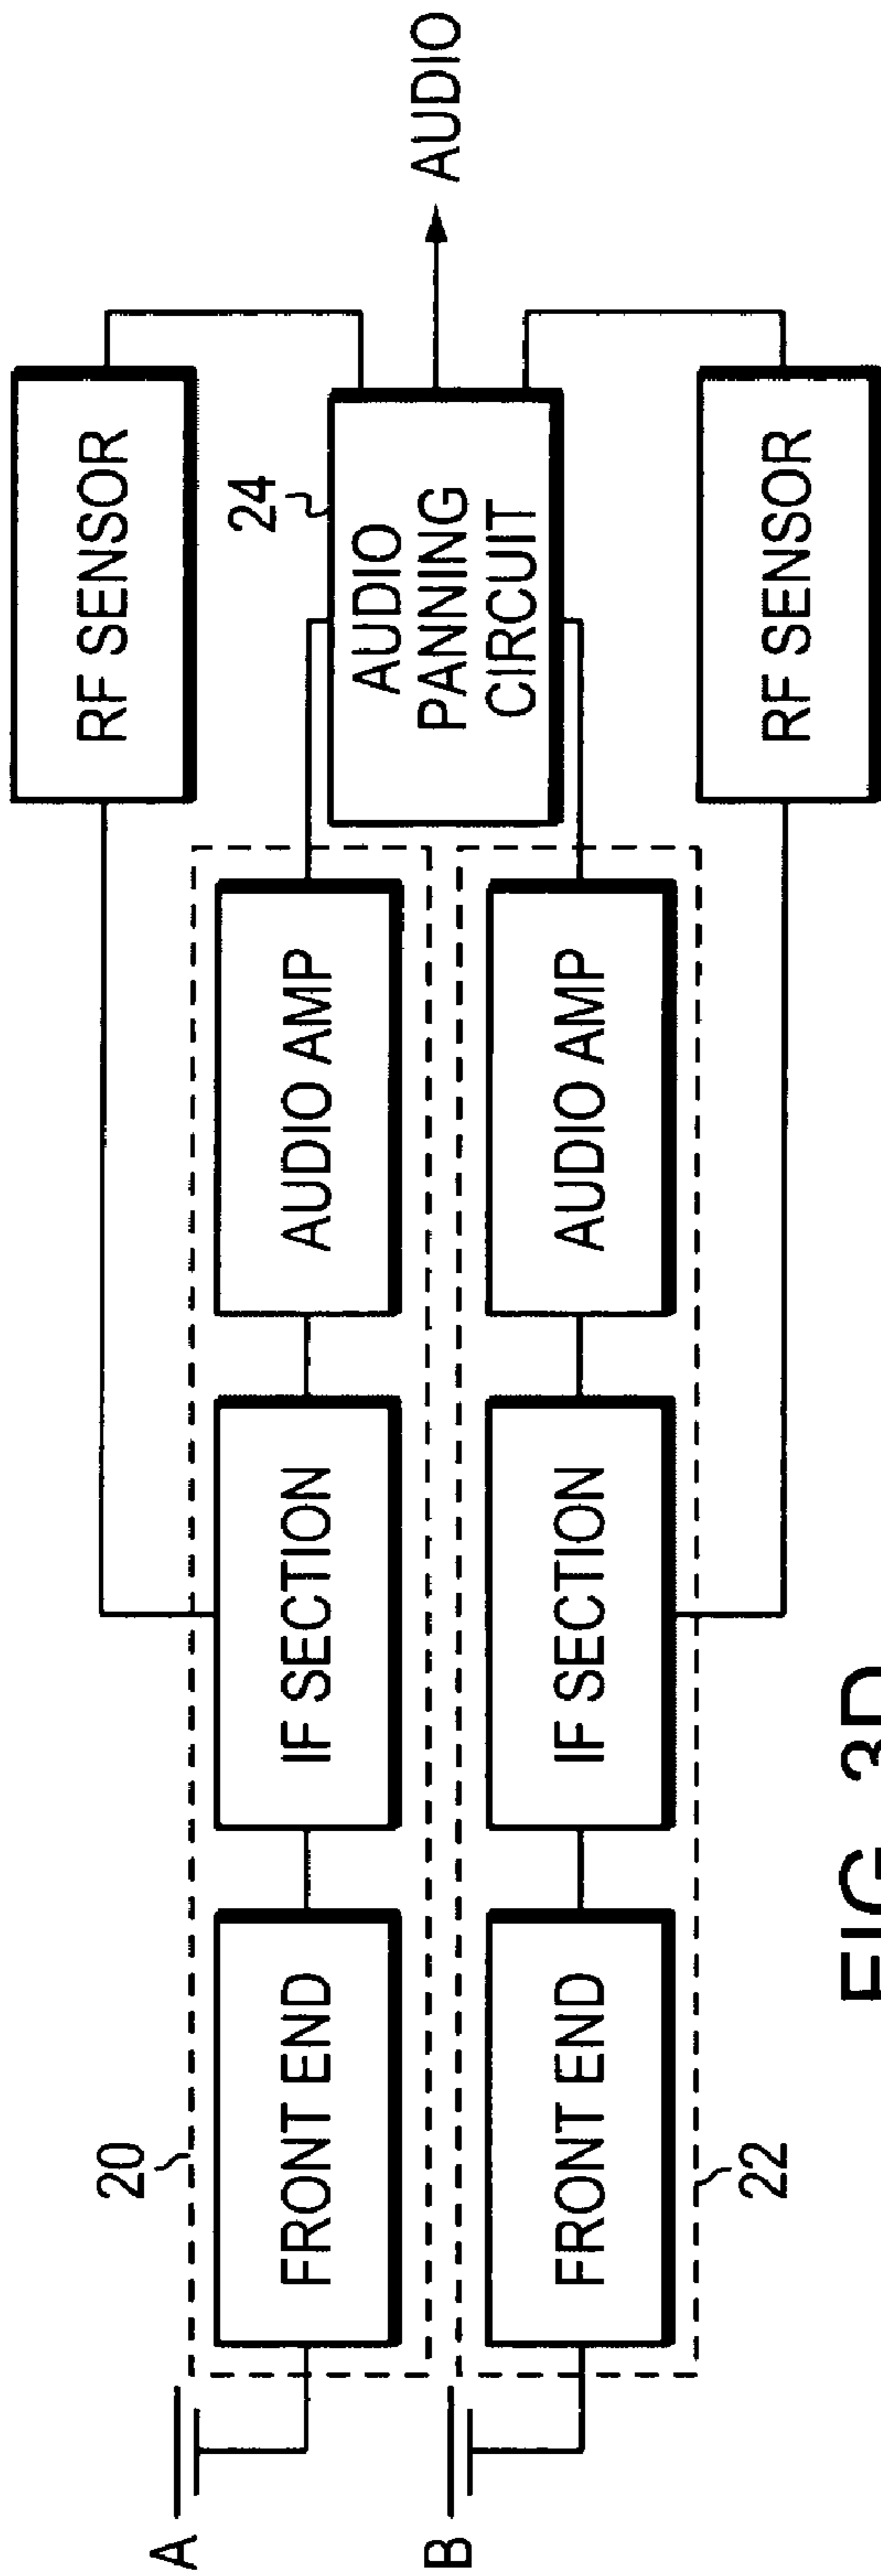 RF SENSOR
20
24
A
FRONT END
IF SECTION
AUDIO AMP
AUDIO
PANNING
CIRCUIT
AUDIO
B
FRONT END
IF SECTION
AUDIO AMP
22
RF SENSOR